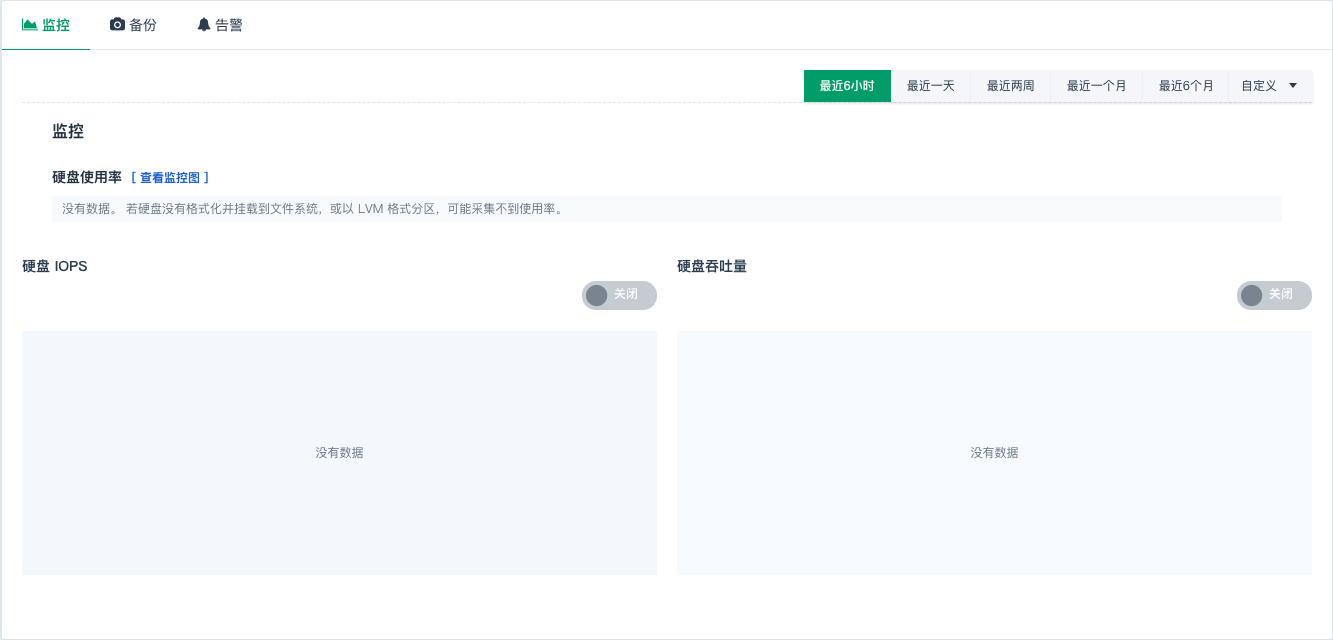 监控 备份 告警
最近6小时 最近一天 最近两周 最近一个月 最近6个月 自定义
监控
硬盘使用率 [ 查看监控图 ]
没有数据。 若硬盘没有格式化并挂载到文件系统，或以 LVM 格式分区，可能采集不到使用率。
硬盘 IOPS
关闭
没有数据
硬盘吞吐量
关闭
没有数据